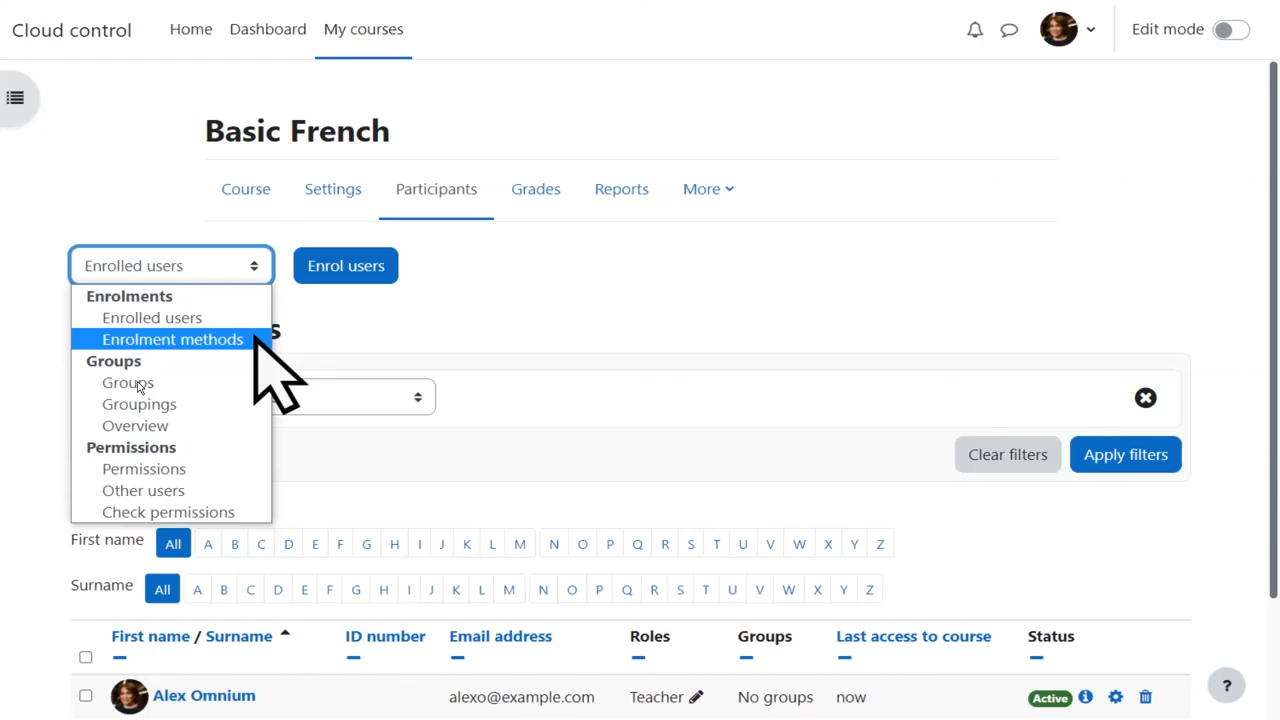 Cloud control Home Dashboard My courses Edit mode
Basic French
Course Settings Participants Grades Reports More
Enrolled users Enrol users
Enrolments
Enrolled users
Enrolment methods
Groups
Groups
Groupings
Overview
Permissions
Permissions
Other users
Check permissions
s
Clear filters Apply filters
First name All A B C D E F G H I J K L M N O P Q R S T U V W X Y Z
Surname All A B C D E F G H I J K L M N O P Q R S T U V W X Y Z
First name / Surname ID number Email address Roles Groups Last access to course Status
Alex Omnium alexo@example.com Teacher No groups now Active
?